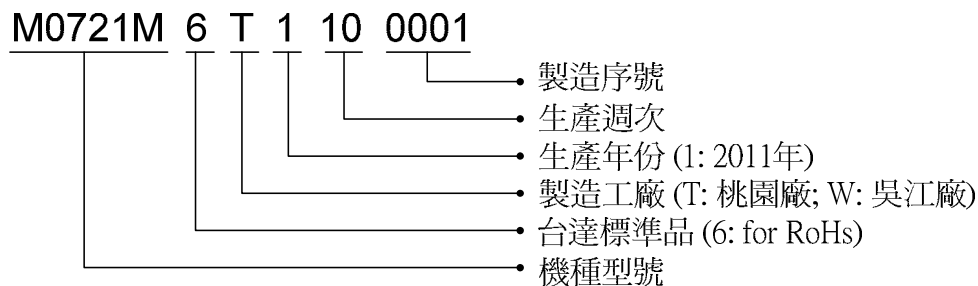 M0721M 6 T 1 10 0001
製造序號
生產週次
生產年份 (1: 2011年)
製造工廠 (T: 桃園廠; W: 吳江廠)
台達標準品 (6: for RoHs)
機種型號